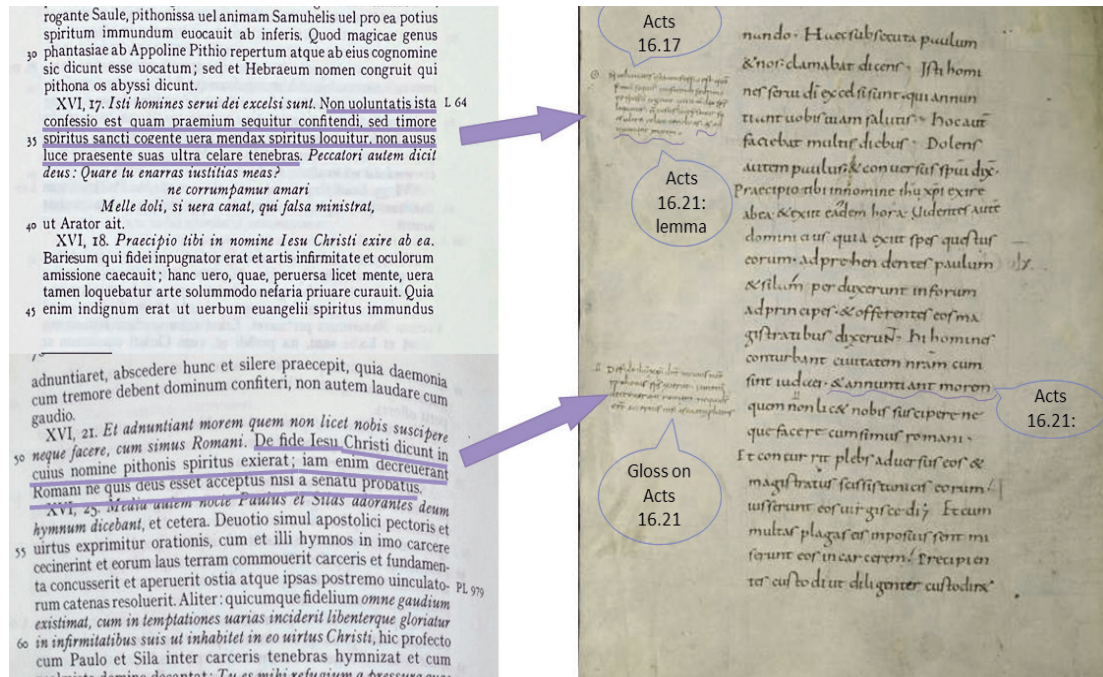 rogante Saule, pithonissa uel animam Samuhelis uel pro ea potius
spiritum immundum euocauit ab inferis. Quod magicae genus
30 phantasiae ab Appoline Pithio repertum atque ab eius cognomine
sic dicunt esse uocatum; sed et Hebraeum nomen congruit qui
pithona os abyssi dicunt.
XVI, 17. Isti homines serui dei excelsi sunt. Non uoluntatis ista L 64
confessio est quam praemium sequitur confitendi, sed timore
35 spiritus sancti cogente uera mendax spiritus loquitur, non ausus
luce praesente suas ultra celare tenebras. Peccatori autem dicit
deus: Quare tu enarras iustitias meas?
ne corrumpamur amari
Melle doli, si uera canat, qui falsa ministrat,
40 ut Arator ait.
XVI, 18. Praecipio tibi in nomine Iesu Christi exire ab ea.
Bariesum qui fidei inpugnator erat et artis infirmitate et oculorum
amissione caecauit; hanc uero, quae, peruersa licet mente, uera
tamen loquebatur arte solummodo nefaria priuare curauit. Quia
45 enim indignum erat ut uerbum euangelii spiritus immundus
adnuntiaret, abscedere hunc et silere praecepit, quia daemonia
cum tremore debent dominum confiteri, non autem laudare cum
gaudio.
XVI, 21. Et adnuntiant morem quem non licet nobis suscipere
50 neque facere, cum simus Romani. De fide Iesu Christi dicunt in
cuius nomine pithonis spiritus exierat; iam enim decreuerant
Romani ne quis deus esset acceptus nisi a senatu probatus.
XVI, 25. Media autem nocte Paulus et Silas adorantes deum
hymnum dicebant, et cetera. Deuotio simul apostolici pectoris et
55 uirtus exprimitur orationis, cum et illi hymnos in imo carcere
cecinerint et eorum laus terram commouerit carceris et fundamen-
ta concusserit et aperuerit ostia atque ipsas postremo uinculato- PL 979
rum catenas resoluerit. Aliter: quicumque fidelium omne gaudium
existimat, cum in temptationes uarias inciderit libenterque gloriatur
60 in infirmitatibus suis ut inhabitet in eo uirtus Christi, hic profecto
cum Paulo et Sila inter carceris tenebras hymnizat et cum
Tu es mihi refugium a pressura
Acts
16.17
Acts
16.21:
lemma
Gloss on
Acts
16.21
nando. Haec subsecuta paulum
& nos clamabat dicens. Isti homi
nes serui di excelsi sunt. qui annun
tiant uobis uiam salutis. hoc aut
faciebat multis diebus. Dolens
autem paulus. & conuersus spui dix.
Praecipio tibi innomine ihu xpi exire
abea. & exiit eadem hora. Uidentes aute
domini eius quia exiit spes questus
eorum. adprehendentes paulum
& silam perduxerunt inforum
adprincipes. & offerentes eos ma
gistratibus dixerunt. hi homines
conturbant ciuitatem nram cum
sint iudaei. & annuntiant morem
quem non lic& nobis suscipere ne
que facere cum simus romani.
Et concurrit plebs aduersus eos &
magistratus scissis tunicis eorum
iusserunt eos uirgis cedi; Et cum
multas plagas eis inposuissent mi
serunt eos in carcerem. Precipien
tes custodi ut diligenter custodiret
Acts
16.21: